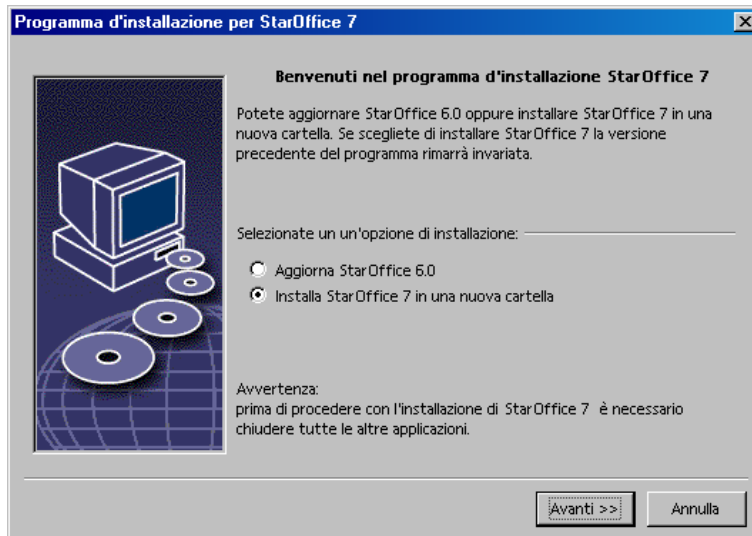 Programma d'installazione per StarOffice 7
Benvenuti nel programma d'installazione StarOffice 7
Potete aggiornare StarOffice 6.0 oppure installare StarOffice 7 in una
nuova cartella. Se scegliete di installare StarOffice 7 la versione
precedente del programma rimarrà invariata.
Selezionate un un'opzione di installazione:
Aggiorna StarOffice 6.0
Installa StarOffice 7 in una nuova cartella
Avvertenza:
prima di procedere con l'installazione di StarOffice 7 è necessario
chiudere tutte le altre applicazioni.
Avanti >> Annulla